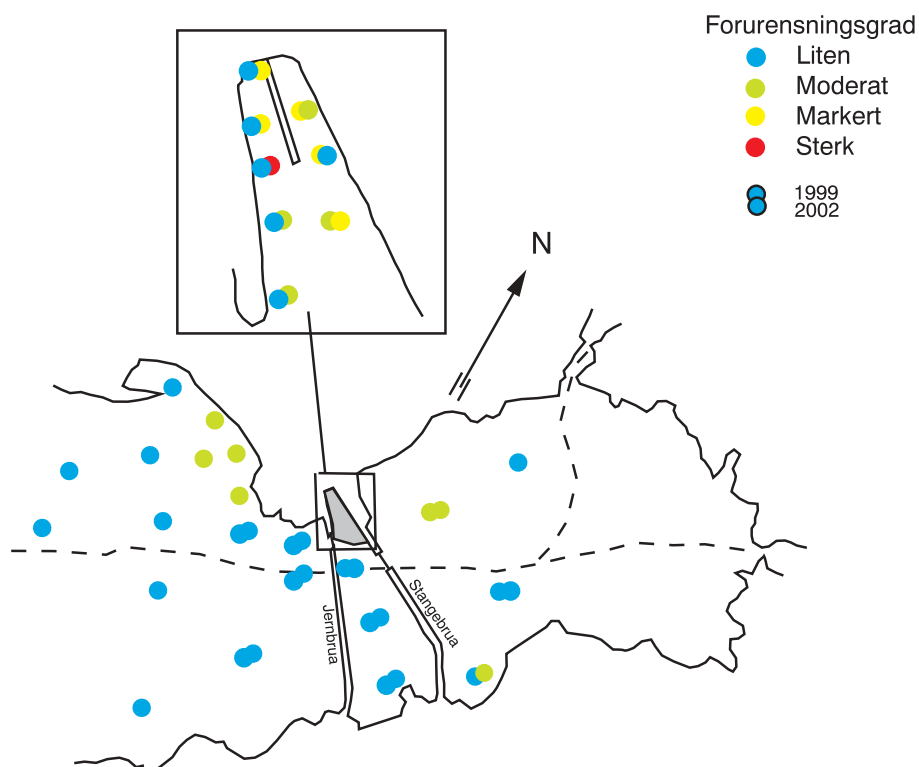 Forurensningsgrad
Liten
Moderat
Markert
Sterk
1999
2002
N
Jernbrua
Stangebrua